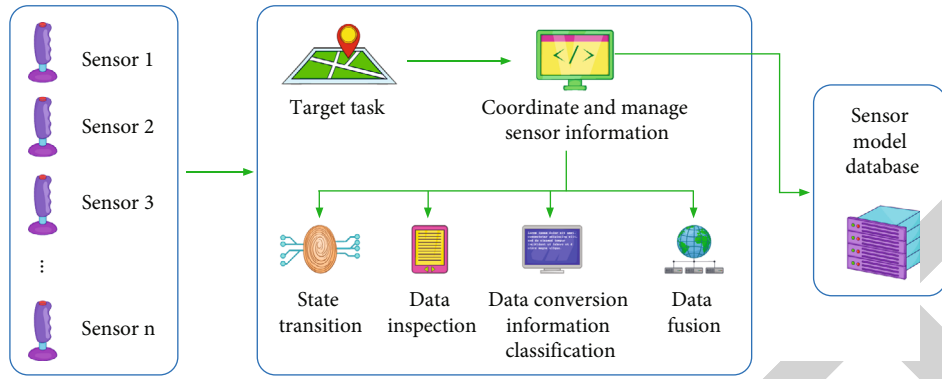 Sensor 1
Sensor 2
Sensor 3
⋮
Sensor n
Target task
</>
Coordinate and manage
sensor information
State
transition
Data
inspection
Data conversion
information
classification
Data
fusion
Sensor
model
database